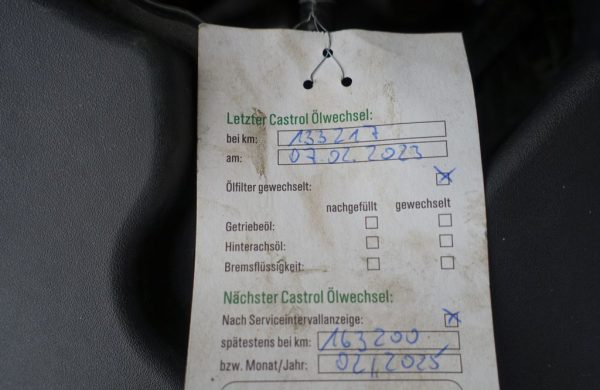 Letzter Castrol Ölwechsel:
bei km: 133217
am: 07.02.2023
Ölfilter gewechselt:
nachgefüllt gewechselt
Getriebeöl:
Hinterachsöl:
Bremsflüssigkeit:
Nächster Castrol Ölwechsel:
Nach Serviceintervallanzeige:
spätestens bei km: 163200
bzw. Monat/Jahr: 02/2025